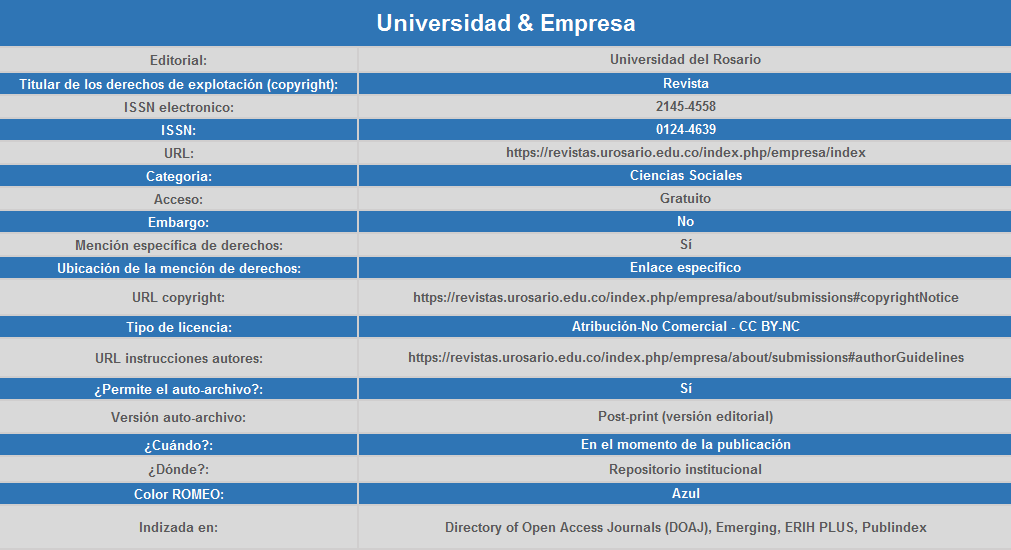 Universidad & Empresa
Editorial: Universidad del Rosario
Titular de los derechos de explotación (copyright): Revista
ISSN electronico: 2145-4558
ISSN: 0124-4639
URL: https://revistas.urosario.edu.co/index.php/empresa/index
Categoria: Ciencias Sociales
Acceso: Gratuito
Embargo: No
Mención específica de derechos: Sí
Ubicación de la mención de derechos: Enlace especifico
URL copyright: https://revistas.urosario.edu.co/index.php/empresa/about/submissions#copyrightNotice
Tipo de licencia: Atribución-No Comercial - CC BY-NC
URL instrucciones autores: https://revistas.urosario.edu.co/index.php/empresa/about/submissions#authorGuidelines
¿Permite el auto-archivo?: Sí
Versión auto-archivo: Post-print (versión editorial)
¿Cuándo?: En el momento de la publicación
¿Dónde?: Repositorio institucional
Color ROMEO: Azul
Indizada en: Directory of Open Access Journals (DOAJ), Emerging, ERIH PLUS, Publindex